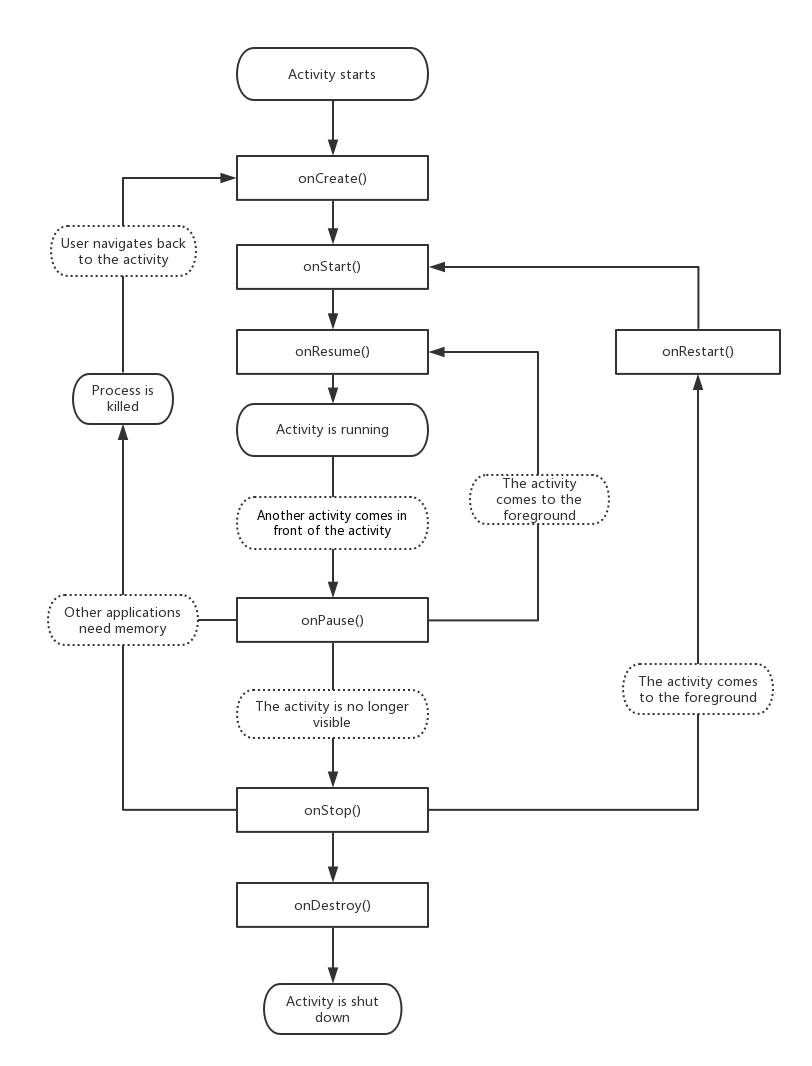 Activity starts
onCreate()
User navigates back
to the activity
onStart()
onResume()
onRestart()
Process is
killed
Activity is running
The activity
comes to the
foreground
Another activity comes in
front of the activity
Other applications
need memory
onPause()
The activity comes
to the foreground
The activity is no longer
visible
onStop()
onDestroy()
Activity is shut
down